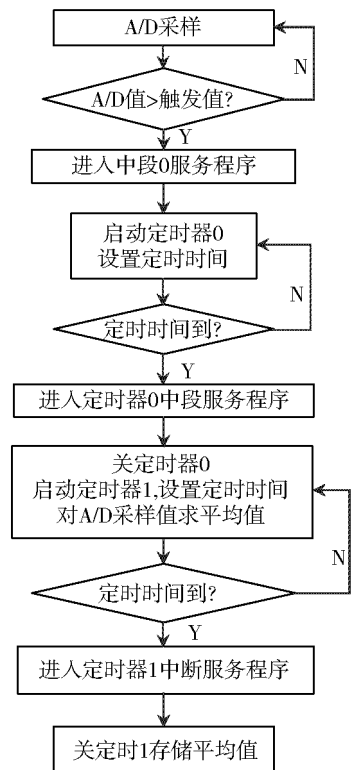 A/D采样
N
A/D值>触发值?
Y
进入中段0服务程序
启动定时器0
设置定时时间
N
定时时间到?
Y
进入定时器0中段服务程序
关定时器0
启动定时器1,设置定时时间
对A/D采样值求平均值
N
定时时间到?
Y
进入定时器1中断服务程序
关定时1存储平均值